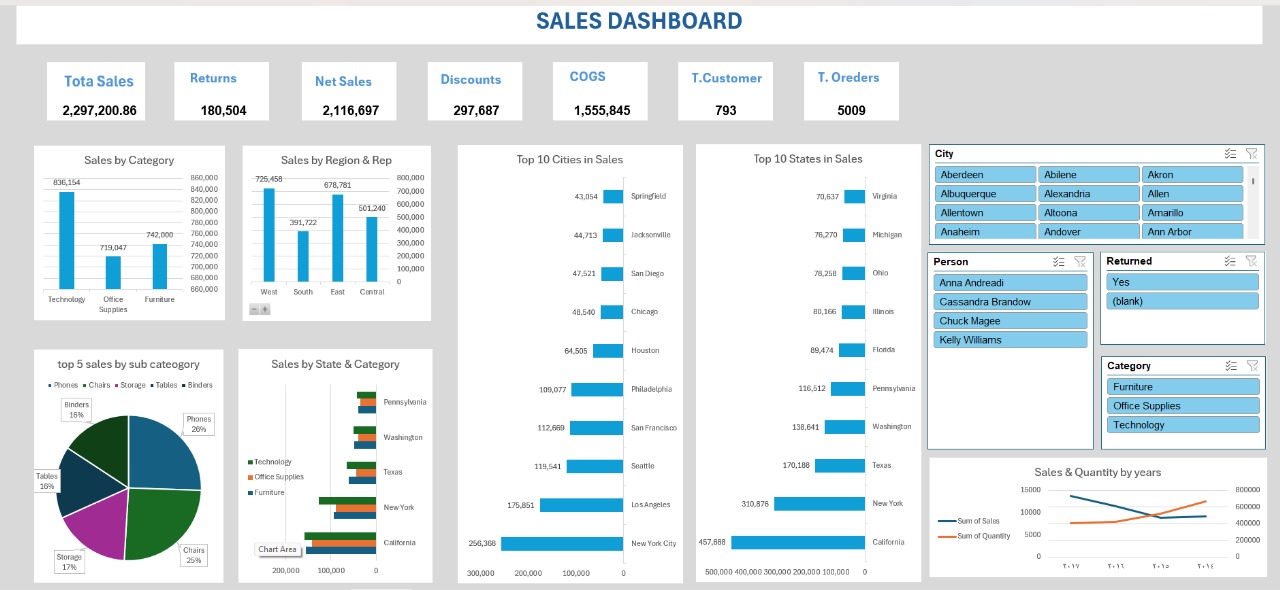 SALES DASHBOARD
Tota Sales
2,297,200.86
Returns
180,504
Net Sales
2,116,697
Discounts
297,687
COGS
1,555,845
T.Customer
793
T. Oreders
5009
Sales by Category
836,154
719,047
742,000
860,000
840,000
820,000
800,000
780,000
760,000
740,000
720,000
700,000
680,000
660,000
Technology
Office
Supplies
Furniture
Sales by Region & Rep
725,458
391,722
678,781
501,240
800,000
700,000
600,000
500,000
400,000
300,000
200,000
100,000
0
West
South
East
Central
Top 10 Cities in Sales
43,054 Springfield
44,713 Jacksonville
47,521 San Diego
48,540 Chicago
64,505 Houston
109,077 Philadelphia
112,669 San Francisco
119,541 Seattle
175,851 Los Angeles
256,368 New York City
300,000 200,000 100,000 0
Top 10 States in Sales
70,637 Virginia
76,270 Michigan
78,258 Ohio
80,166 Illinois
89,474 Florida
116,512 Pennsylvania
138,641 Washington
170,188 Texas
310,876 New York
457,688 California
500,000 400,000 300,000 200,000 100,000 0
City
Aberdeen Abilene Akron
Albuquerque Alexandria Allen
Allentown Altoona Amarillo
Anaheim Andover Ann Arbor
Person
Anna Andreadi
Cassandra Brandow
Chuck Magee
Kelly Williams
Returned
Yes
(blank)
Category
Furniture
Office Supplies
Technology
top 5 sales by sub cateogory
Phones Chairs Storage Tables Binders
Binders
16%
Phones
26%
Tables
16%
Storage
17%
Chairs
25%
Sales by State & Category
Pennsylvania
Washington
Texas
New York
California
Technology
Office Supplies
Furniture
Chart Area
200,000 100,000 0
Sales & Quantity by years
15000
10000
5000
0
800000
600000
400000
200000
0
Sum of Sales
Sum of Quantity
٢٠١٧ ٢٠١٦ ٢٠١٥ ٢٠١٤